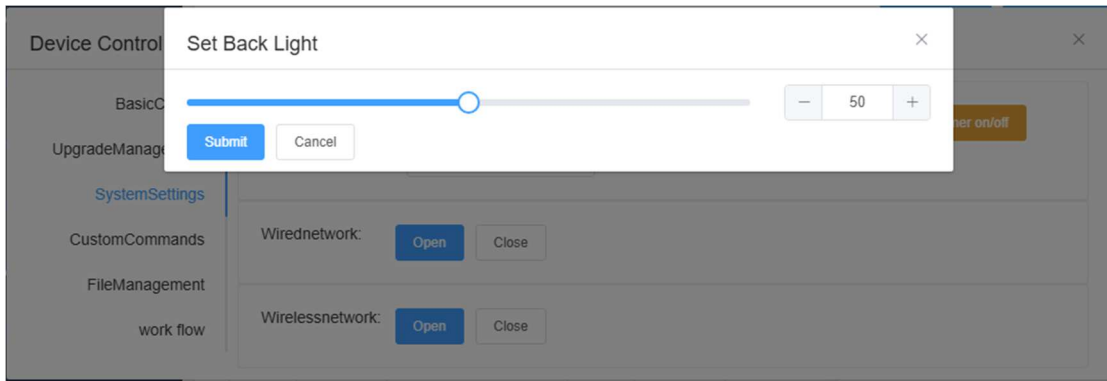 Device Control
Set Back Light
BasicC
50
ner on/off
Submit
Cancel
UpgradeManage
SystemSettings
CustomCommands
FileManagement
work flow
Wirednetwork:
Open
Close
Wirelessnetwork:
Open
Close